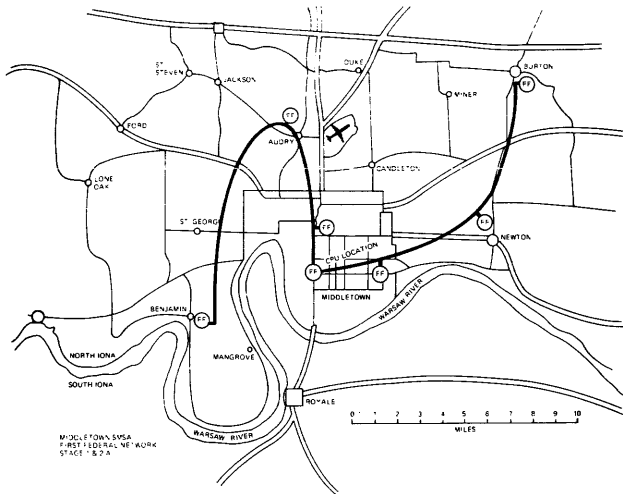 DUKE
BURTON
ST
STEVEN
JACKSON
FF
MINER
FF
FORD
AUDRY
CANDLETON
LONE
OAK
ST GEORGE
FF
FF
NEWTON
CPU LOCATION
FF
FF
MIDDLETOWN
WARSAW RIVER
BENJAMIN
FF
NORTH IONA
MANGROVE
SOUTH IONA
ROYALE
0 1 2 3 4 5 6 7 8 9 10
MILES
WARSAW RIVER
MIDDLETOWN SMSA
FIRST FEDERAL NETWORK
STAGE 1 & 2 A